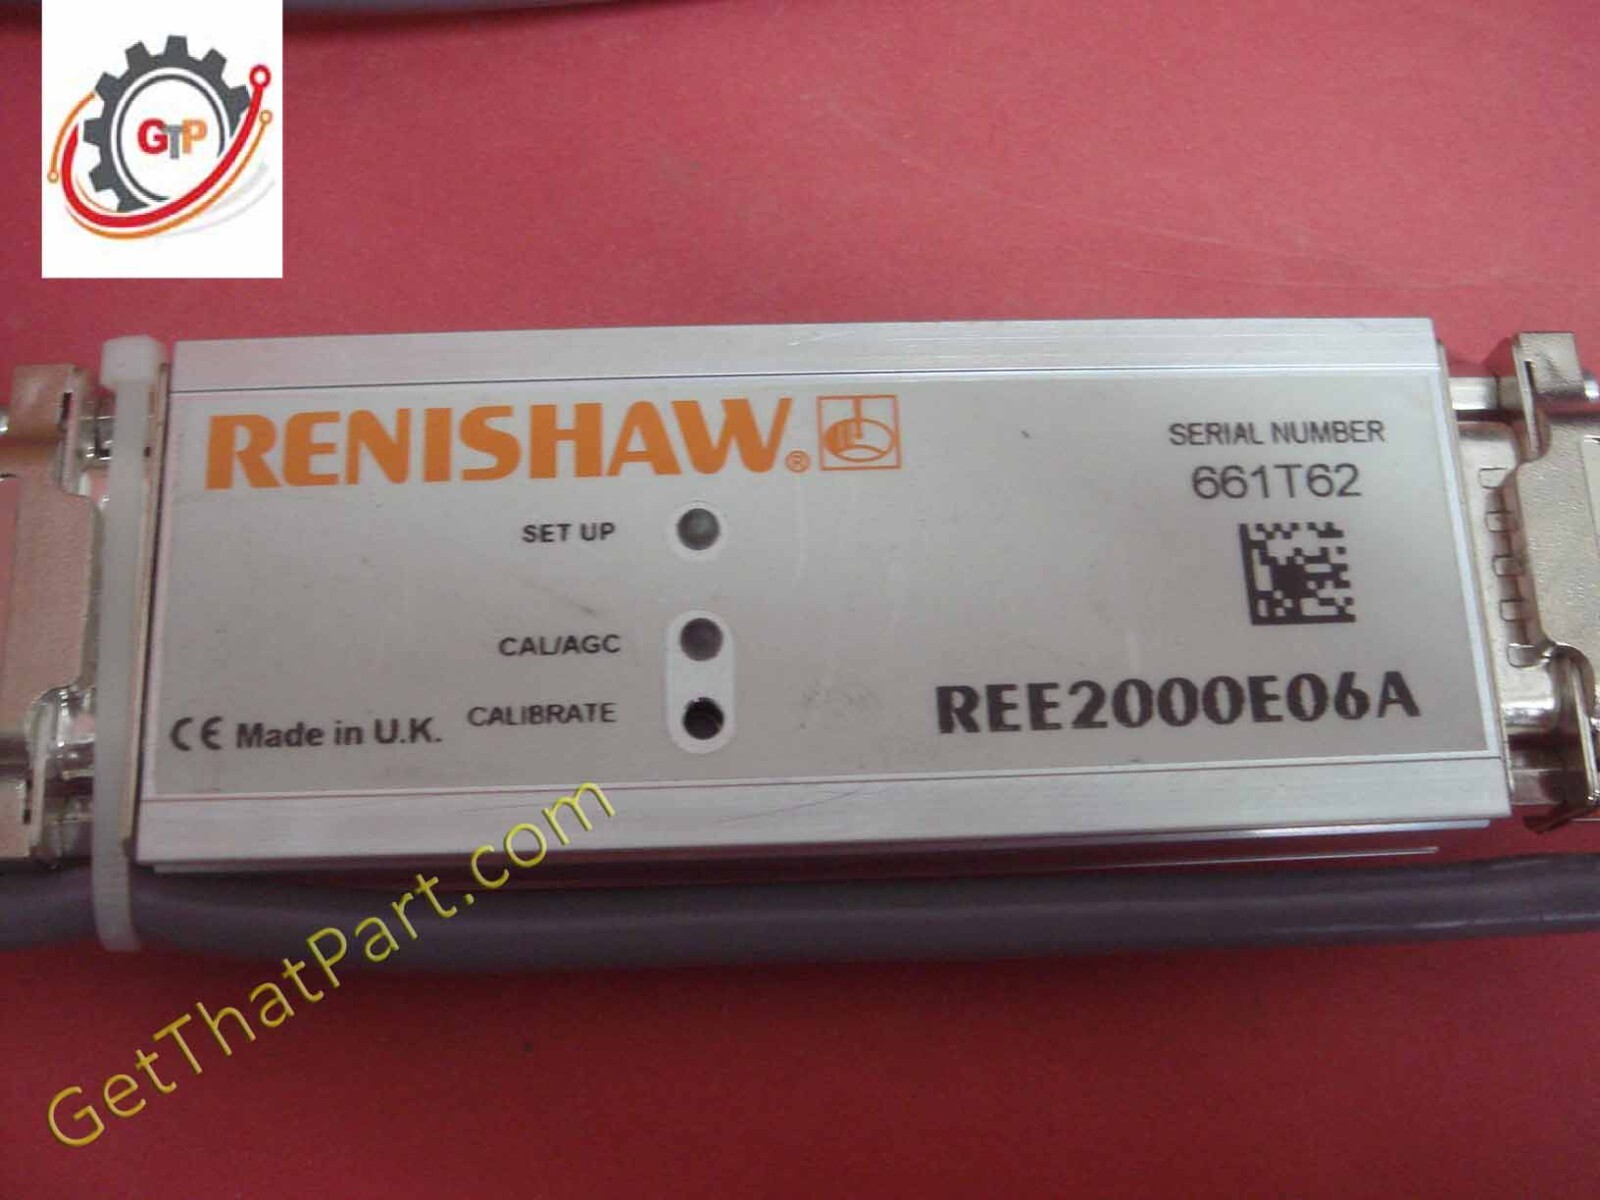 GTP
RENISHAW®
SERIAL NUMBER
661T62
SET UP
CAL/AGC
CALIBRATE
CE Made in U.K.
REE2000E06A
GetThatPart.com